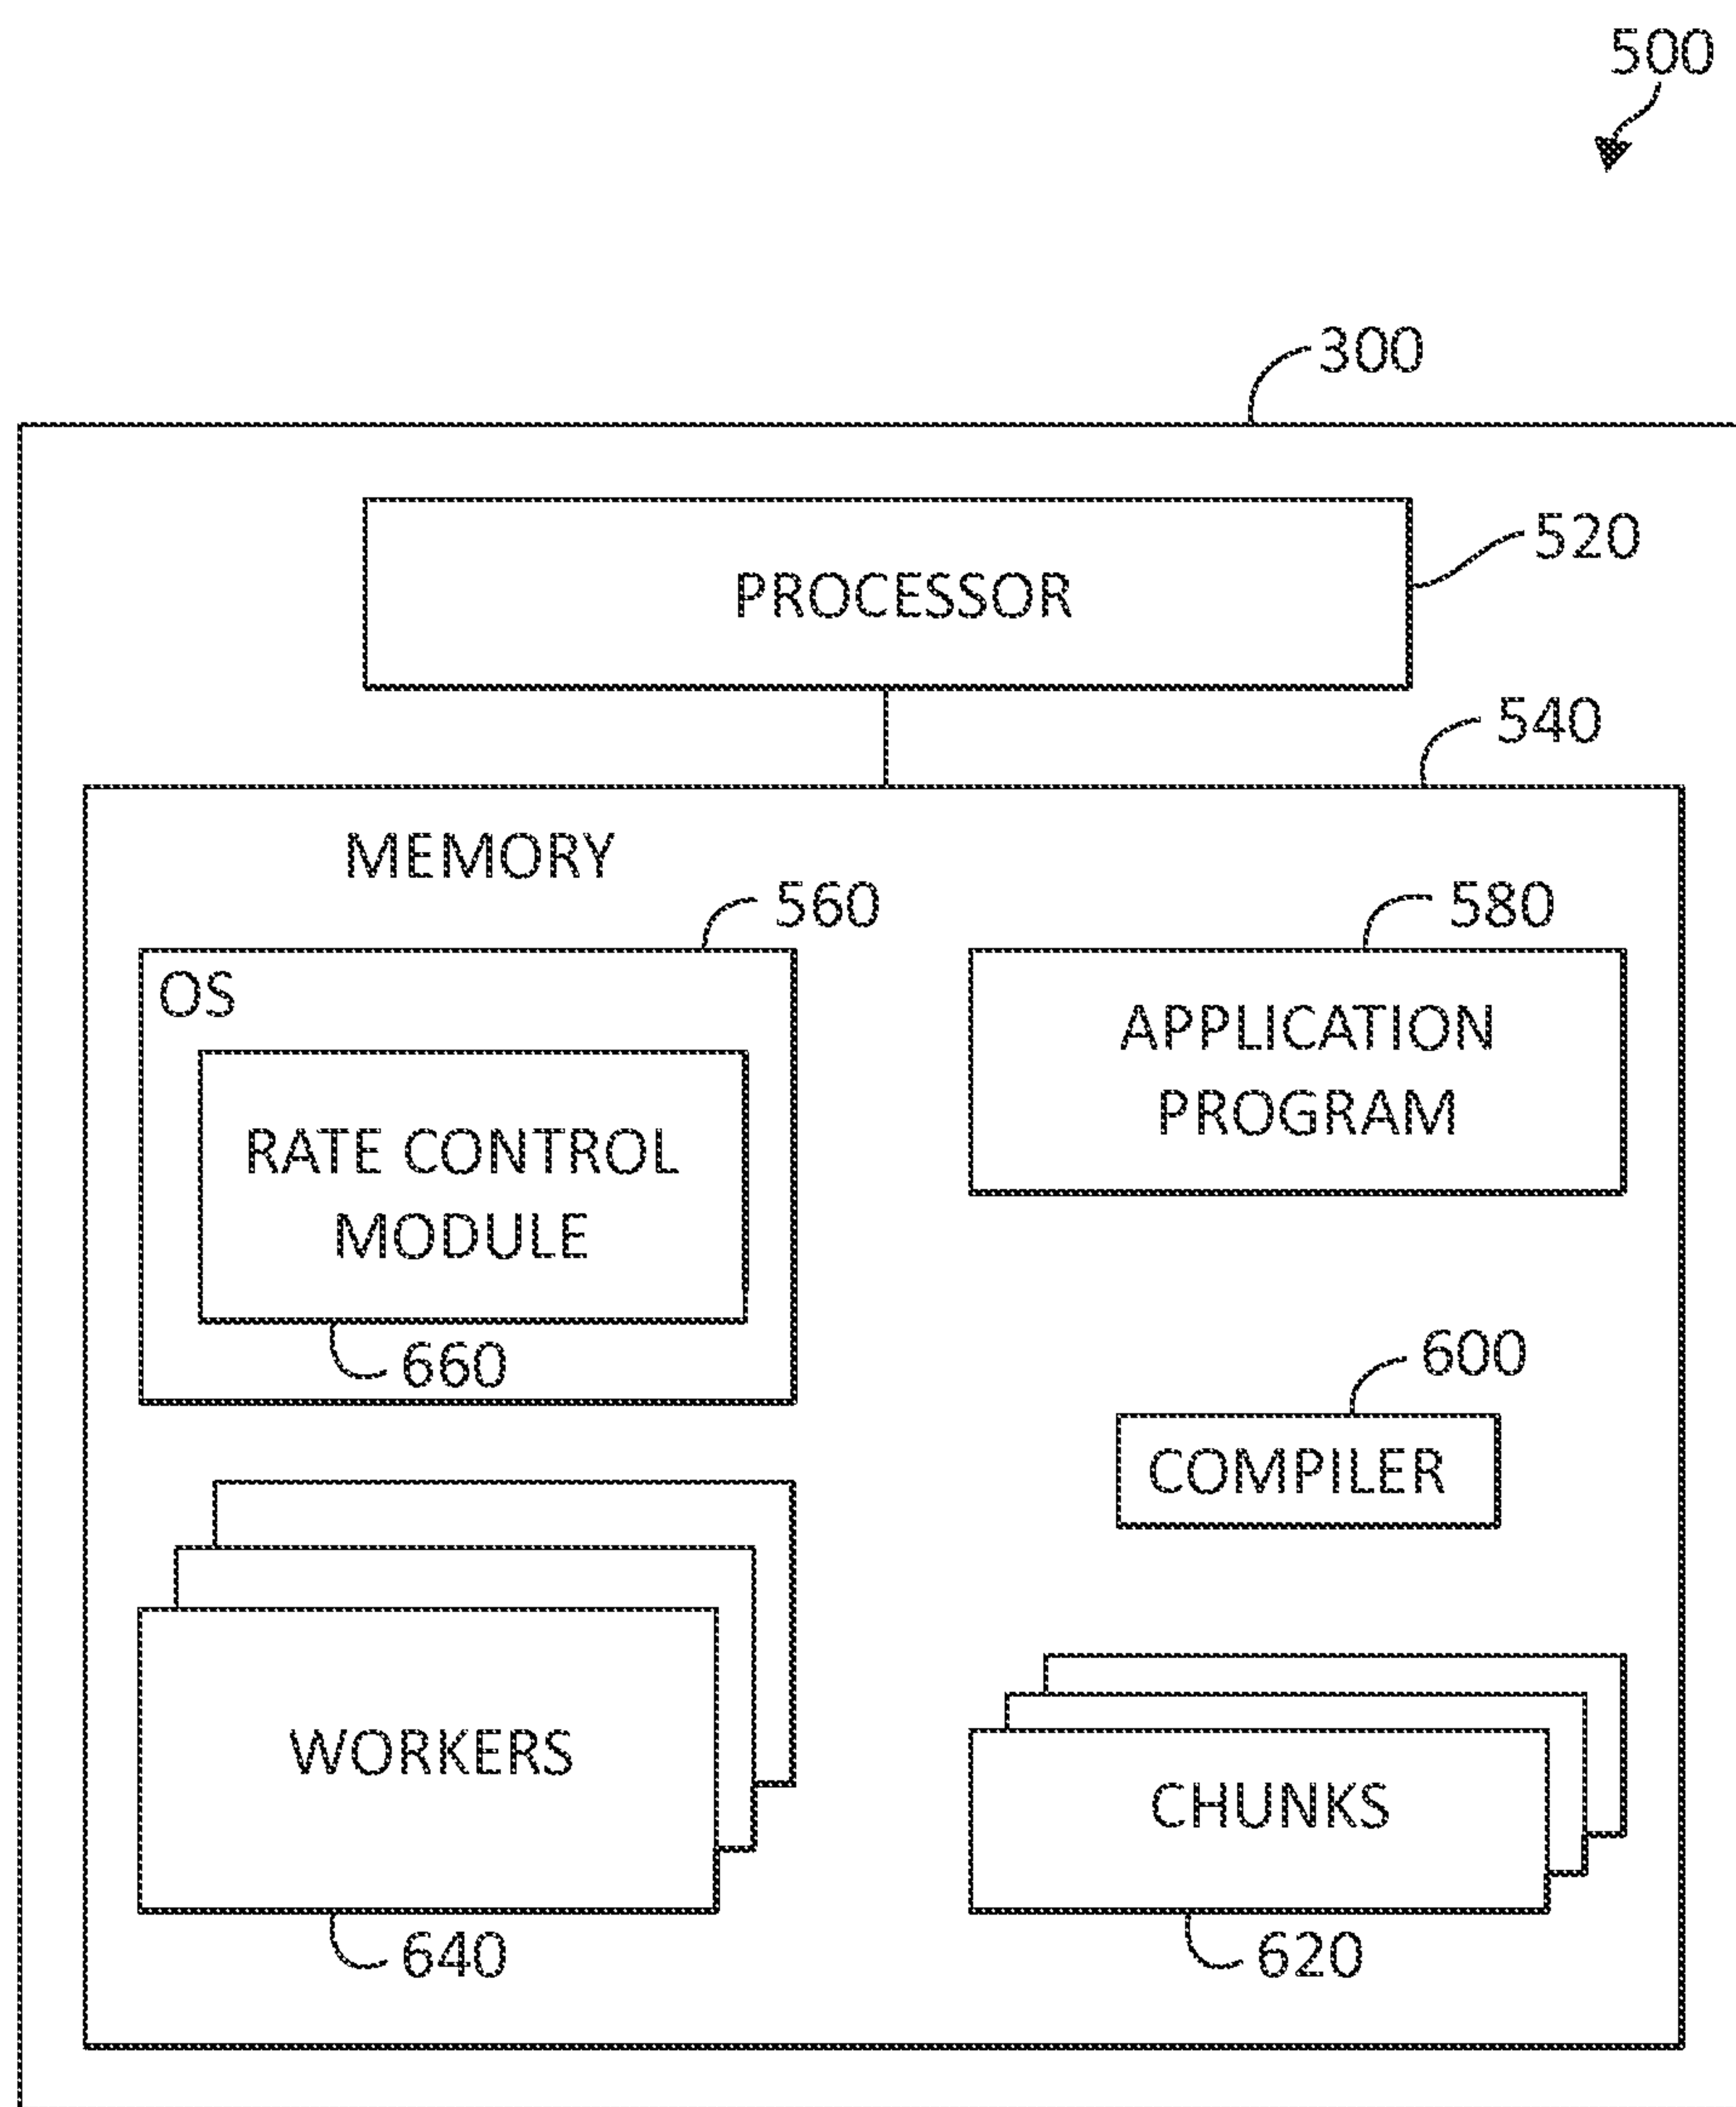 500
300
PROCESSOR
520
540
MEMORY
560
580
OS
APPLICATION
PROGRAM
RATE CONTROL
MODULE
660
600
COMPILER
WORKERS
CHUNKS
640
620